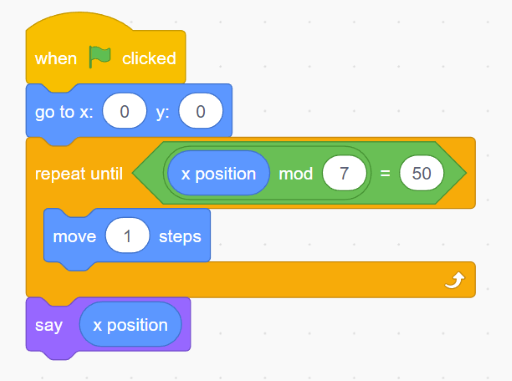 when clicked
go to x: 0 y: 0
repeat until x position mod 7 = 50
move 1 steps
say x position